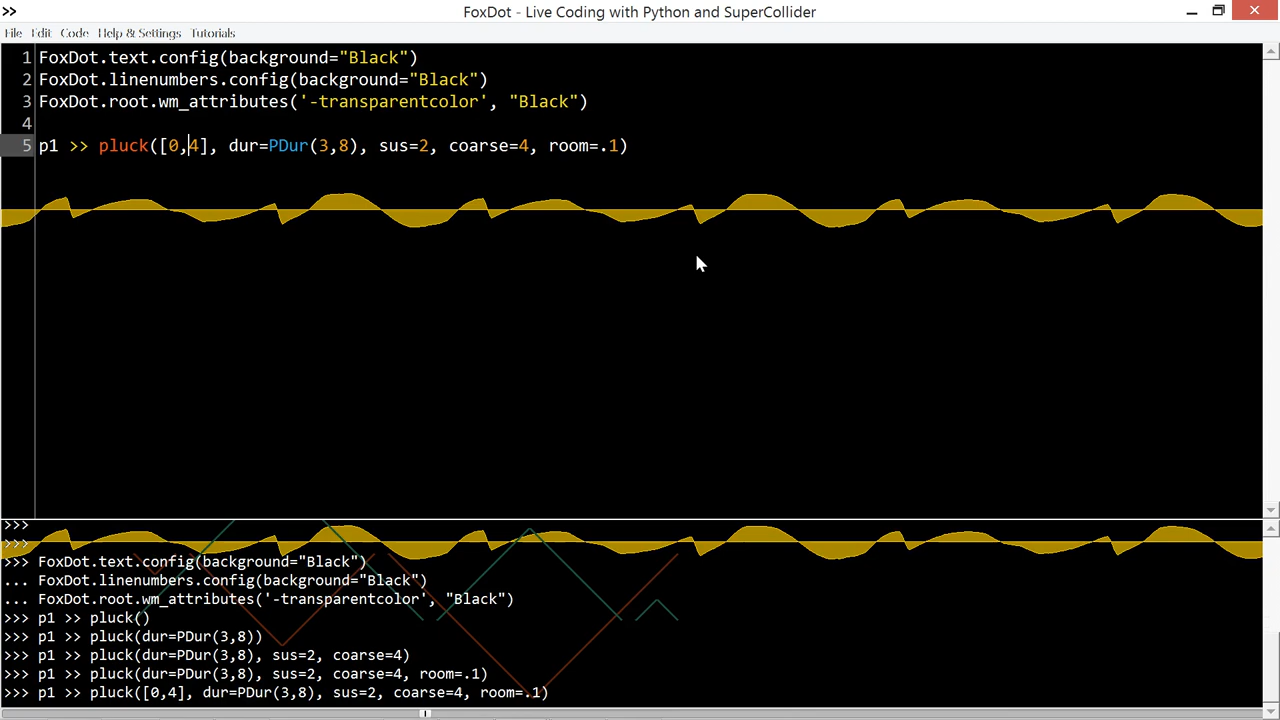 FoxDot - Live Coding with Python and SuperCollider
File Edit Code Help & Settings Tutorials
1 FoxDot.text.config(background="Black")
2 FoxDot.linenumbers.config(background="Black")
3 FoxDot.root.wm_attributes('-transparentcolor', "Black")
4
5 p1 >> pluck([0,4], dur=PDur(3,8), sus=2, coarse=4, room=.1)
>>>
>>>
>>> FoxDot.text.config(background="Black")
... FoxDot.linenumbers.config(background="Black")
... FoxDot.root.wm_attributes('-transparentcolor', "Black")
>>> p1 >> pluck()
>>> p1 >> pluck(dur=PDur(3,8))
>>> p1 >> pluck(dur=PDur(3,8), sus=2, coarse=4)
>>> p1 >> pluck(dur=PDur(3,8), sus=2, coarse=4, room=.1)
>>> p1 >> pluck([0,4], dur=PDur(3,8), sus=2, coarse=4, room=.1)